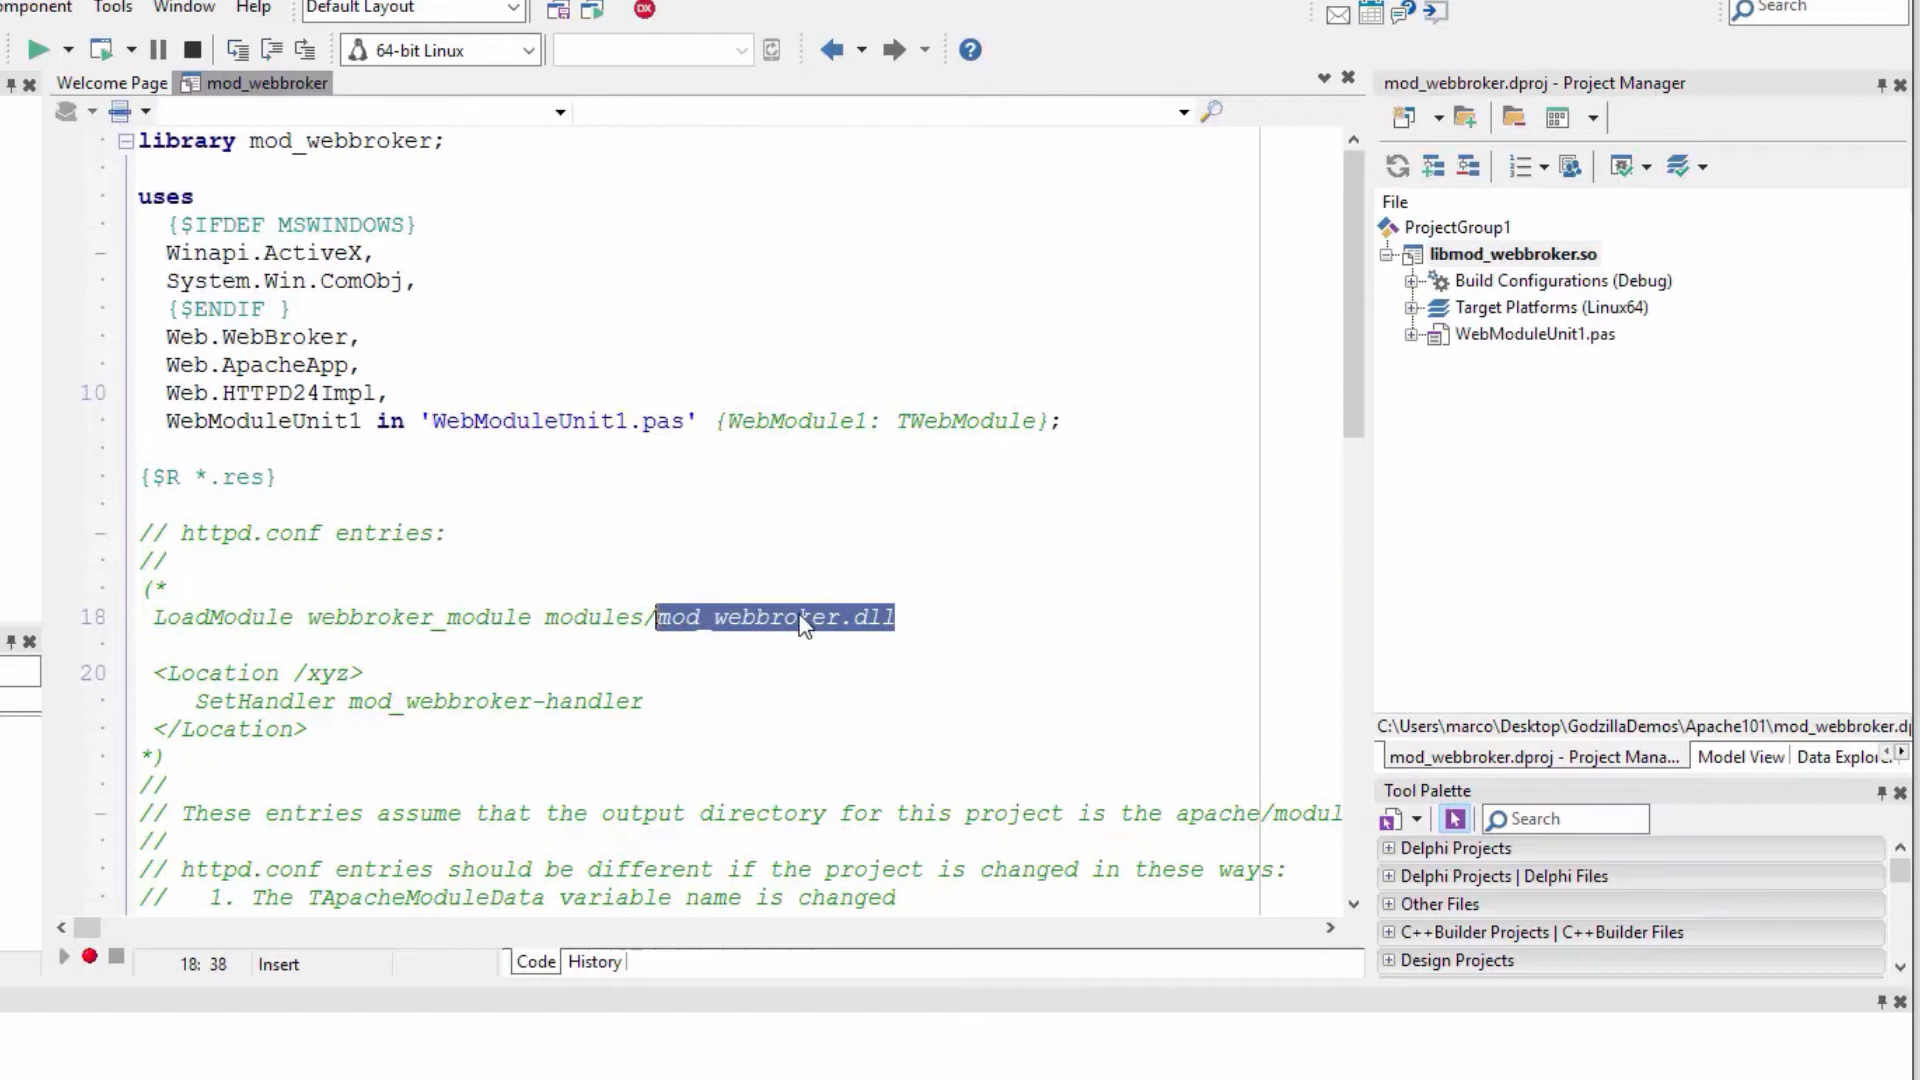 omponent Tools Window Help Default Layout DX Search
64-bit Linux ?
Welcome Page mod_webbroker
mod_webbroker.dproj - Project Manager
library mod_webbroker;
uses
{$IFDEF MSWINDOWS}
Winapi.ActiveX,
System.Win.ComObj,
{$ENDIF }
Web.WebBroker,
Web.ApacheApp,
10 Web.HTTPD24Impl,
WebModuleUnit1 in 'WebModuleUnit1.pas' {WebModule1: TWebModule};
{$R *.res}
// httpd.conf entries:
//
(*
18 LoadModule webbroker_module modules/mod_webbroker.dll
20 <Location /xyz>
SetHandler mod_webbroker-handler
</Location>
*)
//
// These entries assume that the output directory for this project is the apache/modul
//
// httpd.conf entries should be different if the project is changed in these ways:
// 1. The TApacheModuleData variable name is changed
18: 38 Insert Code History
File
ProjectGroup1
libmod_webbroker.so
Build Configurations (Debug)
Target Platforms (Linux64)
WebModuleUnit1.pas
C:\Users\marco\Desktop\GodzillaDemos\Apache101\mod_webbroker.dp
mod_webbroker.dproj - Project Mana... Model View Data Explor
Tool Palette
Search
Delphi Projects
Delphi Projects | Delphi Files
Other Files
C++Builder Projects | C++Builder Files
Design Projects